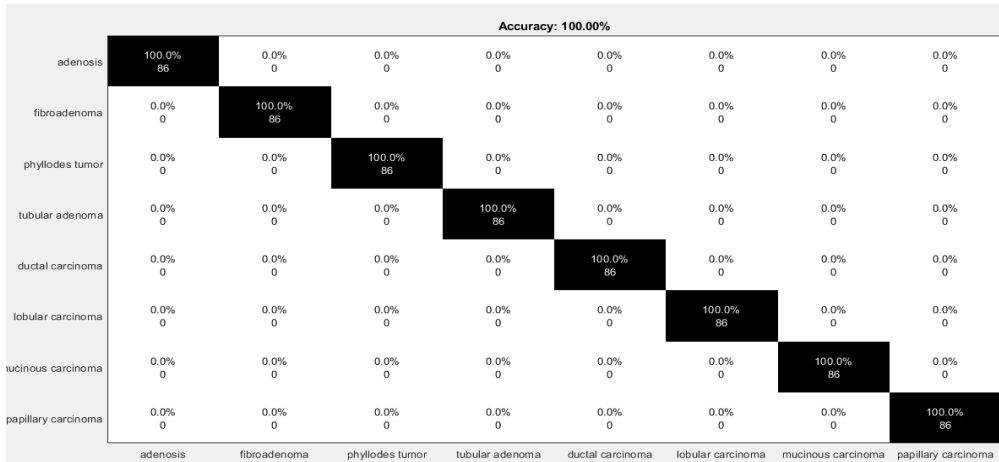 Accuracy: 100.00%
adenosis 100.0% 0.0% 0.0% 0.0% 0.0% 0.0% 0.0% 0.0%
86 0 0 0 0 0 0 0
fibroadenoma 0.0% 100.0% 0.0% 0.0% 0.0% 0.0% 0.0% 0.0%
0 86 0 0 0 0 0 0
phyllodes tumor 0.0% 0.0% 100.0% 0.0% 0.0% 0.0% 0.0% 0.0%
0 0 86 0 0 0 0 0
tubular adenoma 0.0% 0.0% 0.0% 100.0% 0.0% 0.0% 0.0% 0.0%
0 0 0 86 0 0 0 0
ductal carcinoma 0.0% 0.0% 0.0% 0.0% 100.0% 0.0% 0.0% 0.0%
0 0 0 0 86 0 0 0
lobular carcinoma 0.0% 0.0% 0.0% 0.0% 0.0% 100.0% 0.0% 0.0%
0 0 0 0 0 86 0 0
nucinous carcinoma 0.0% 0.0% 0.0% 0.0% 0.0% 0.0% 100.0% 0.0%
0 0 0 0 0 0 86 0
papillary carcinoma 0.0% 0.0% 0.0% 0.0% 0.0% 0.0% 0.0% 100.0%
0 0 0 0 0 0 0 86
adenosis fibroadenoma phyllodes tumor tubular adenoma ductal carcinoma lobular carcinoma mucinous carcinoma papillary carcinoma